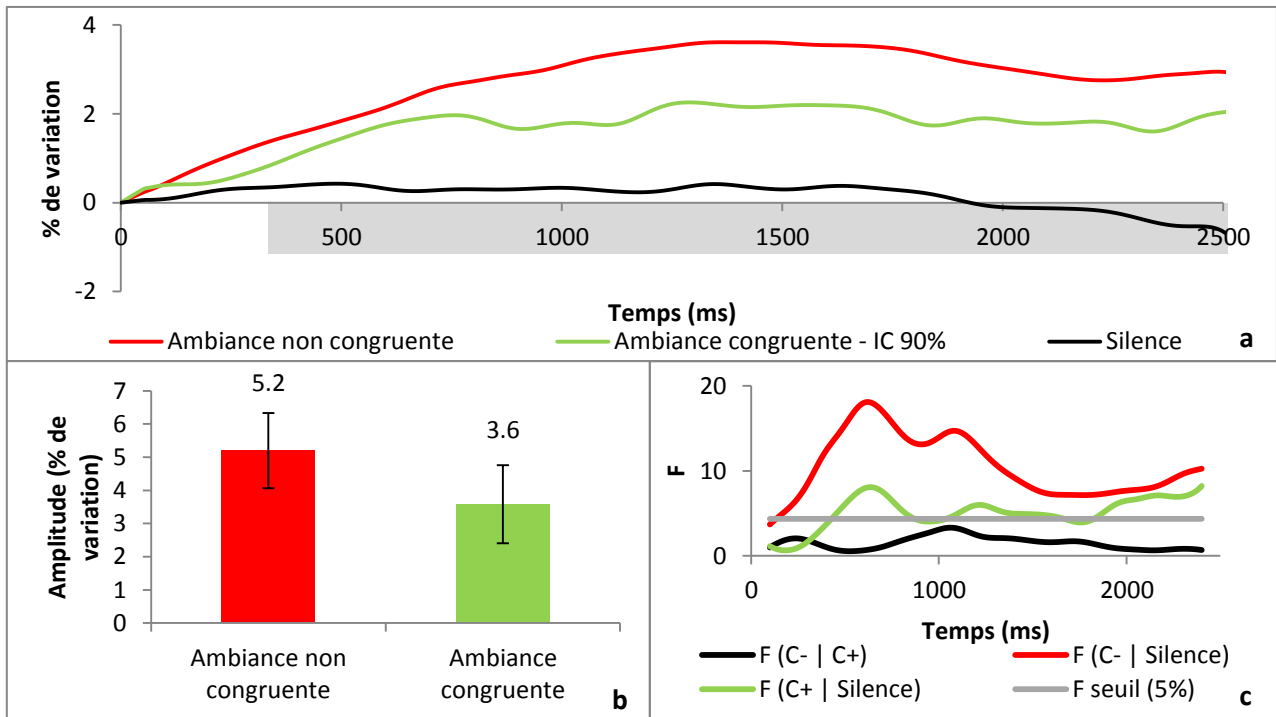 4
2
0
-2
% de variation
0
500
1000
1500
2000
2500
Temps (ms)
Ambiance non congruente
Ambiance congruente - IC 90%
Silence
a
7
6
5
4
3
2
1
0
Amplitude (% de
variation)
5.2
3.6
Ambiance non
congruente
Ambiance
congruente
b
20
10
0
F
0
1000
2000
Temps (ms)
F (C- | C+)
F (C- | Silence)
F (C+ | Silence)
F seuil (5%)
c